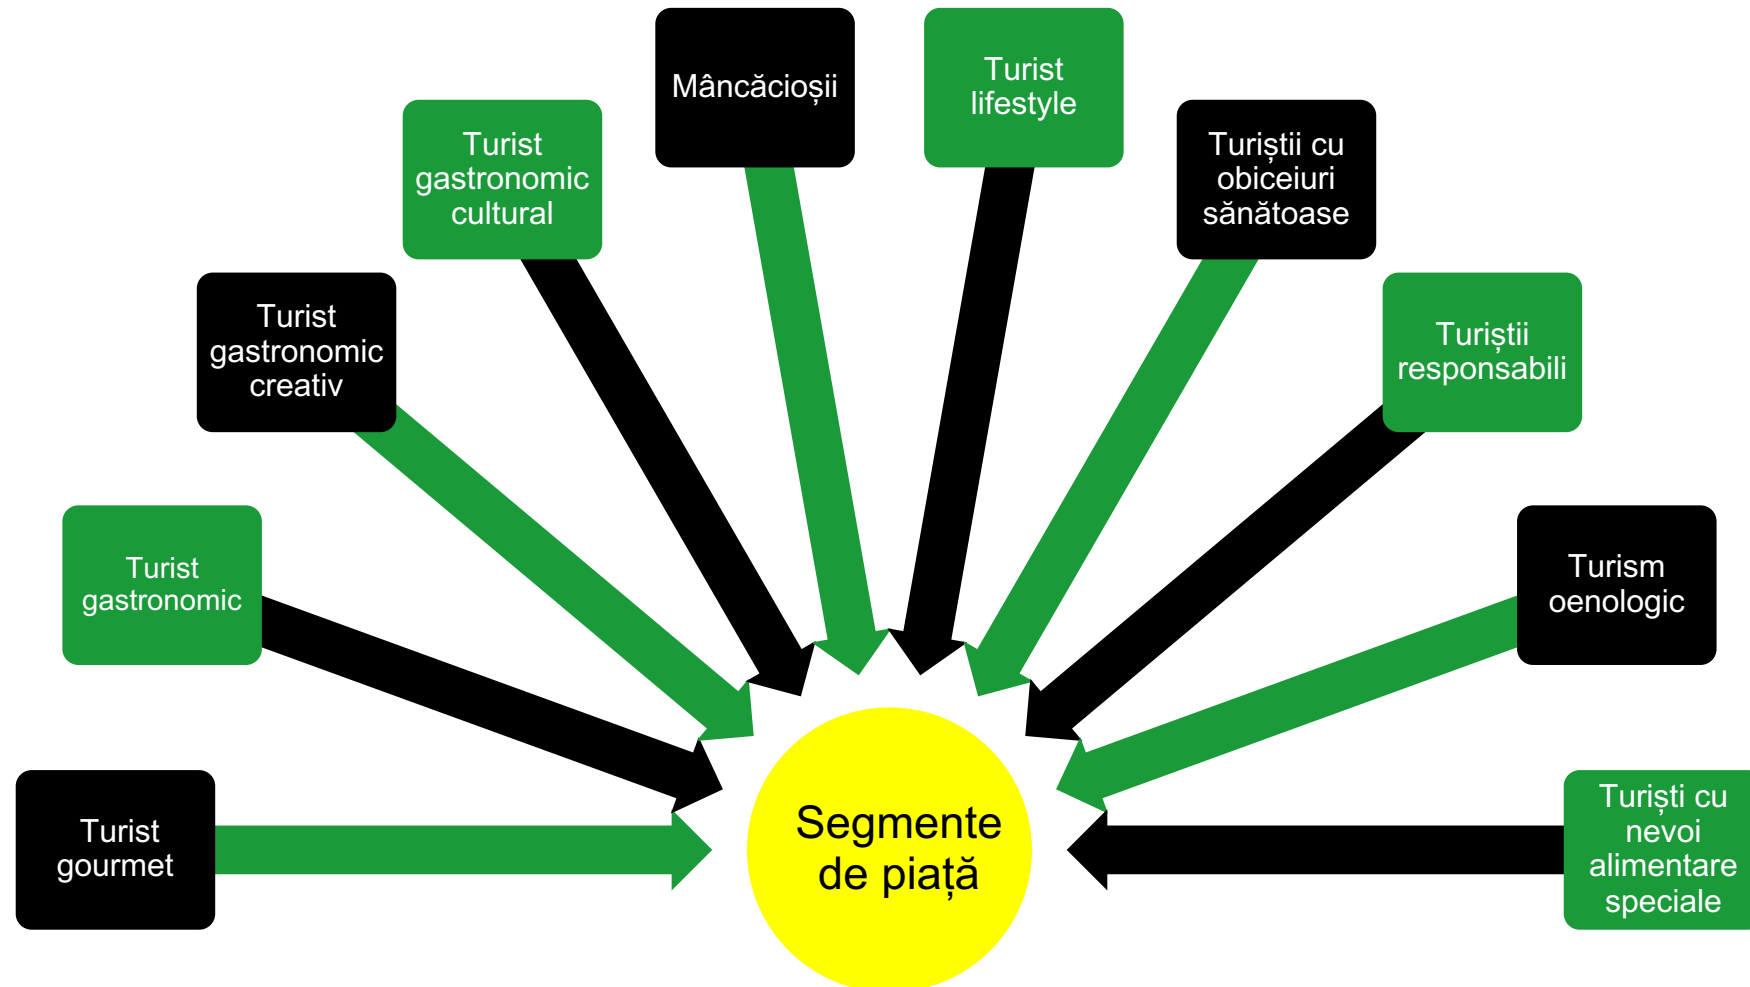 Mâncăcioșii
Turist
lifestyle
Turist
gastronomic
cultural
Turiștii cu
obiceiuri
sănătoase
Turist
gastronomic
creativ
Turiștii
responsabili
Turist
gastronomic
Turism
oenologic
Turist
gourmet
Segmente
de piață
Turiști cu
nevoi
alimentare
speciale